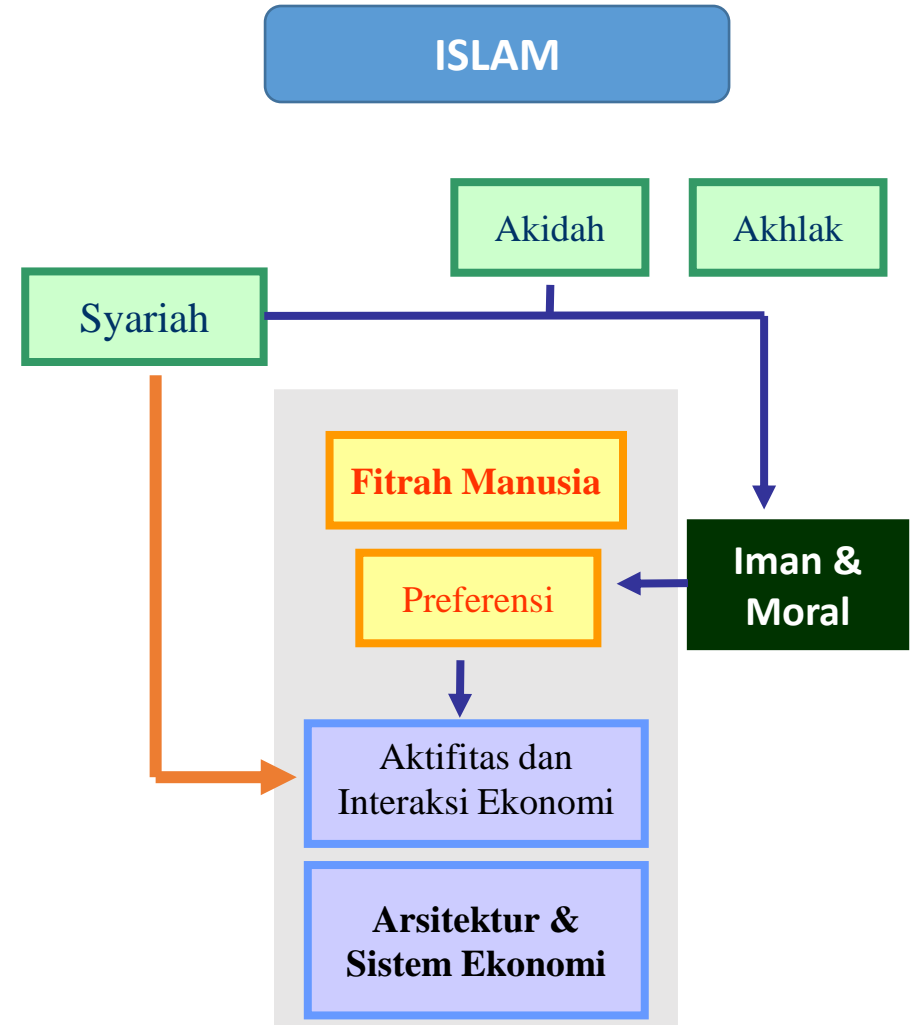 ISLAM
Akidah
Akhlak
Syariah
Fitrah Manusia
Preferensi
Iman &
Moral
Aktifitas dan
Interaksi Ekonomi
Arsitektur &
Sistem Ekonomi